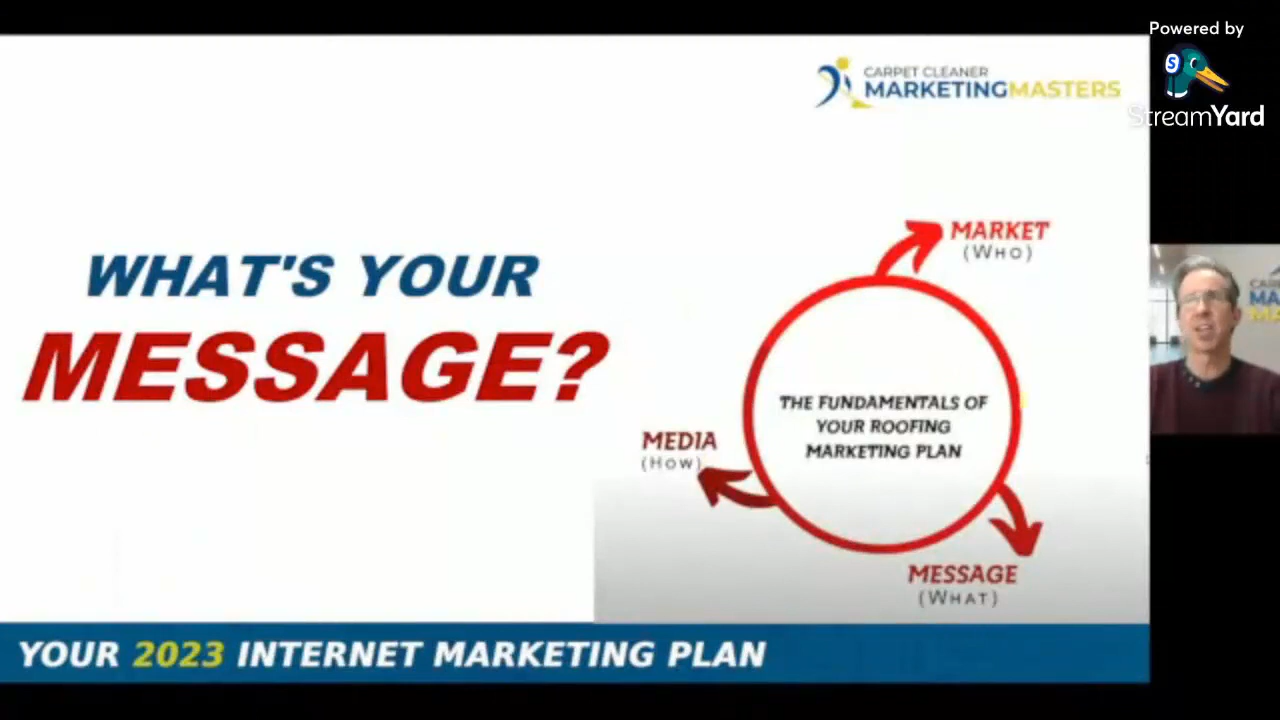 Powered by
StreamYard
CARPET CLEANER
MARKETINGMASTERS
WHAT'S YOUR
MESSAGE?
MARKET
(WHO)
THE FUNDAMENTALS OF
YOUR ROOFING
MARKETING PLAN
MEDIA
(HOW)
MESSAGE
(WHAT)
YOUR 2023 INTERNET MARKETING PLAN